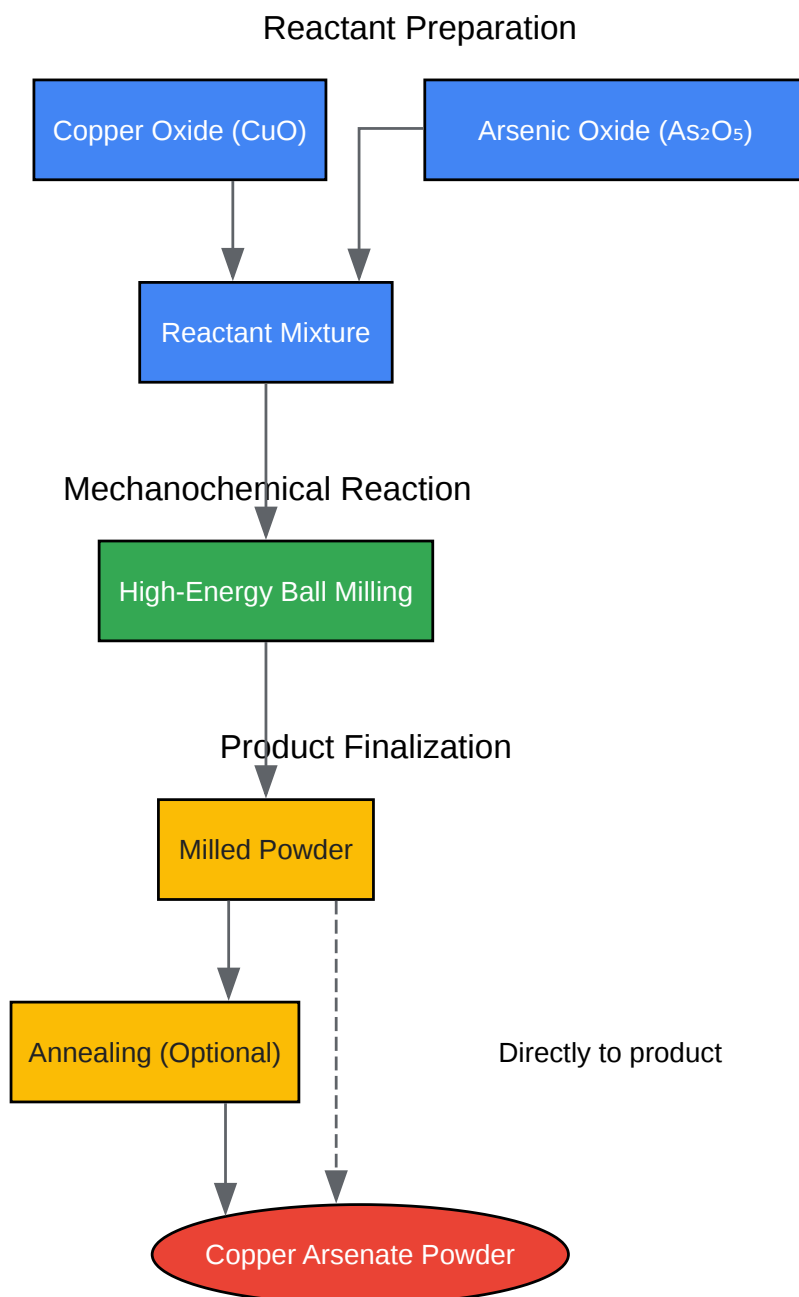 Reactant Preparation
Copper Oxide (CuO)
Arsenic Oxide (As₂O₅)
Reactant Mixture
Mechanochemical Reaction
High-Energy Ball Milling
Product Finalization
Milled Powder
Annealing (Optional)
Directly to product
Copper Arsenate Powder